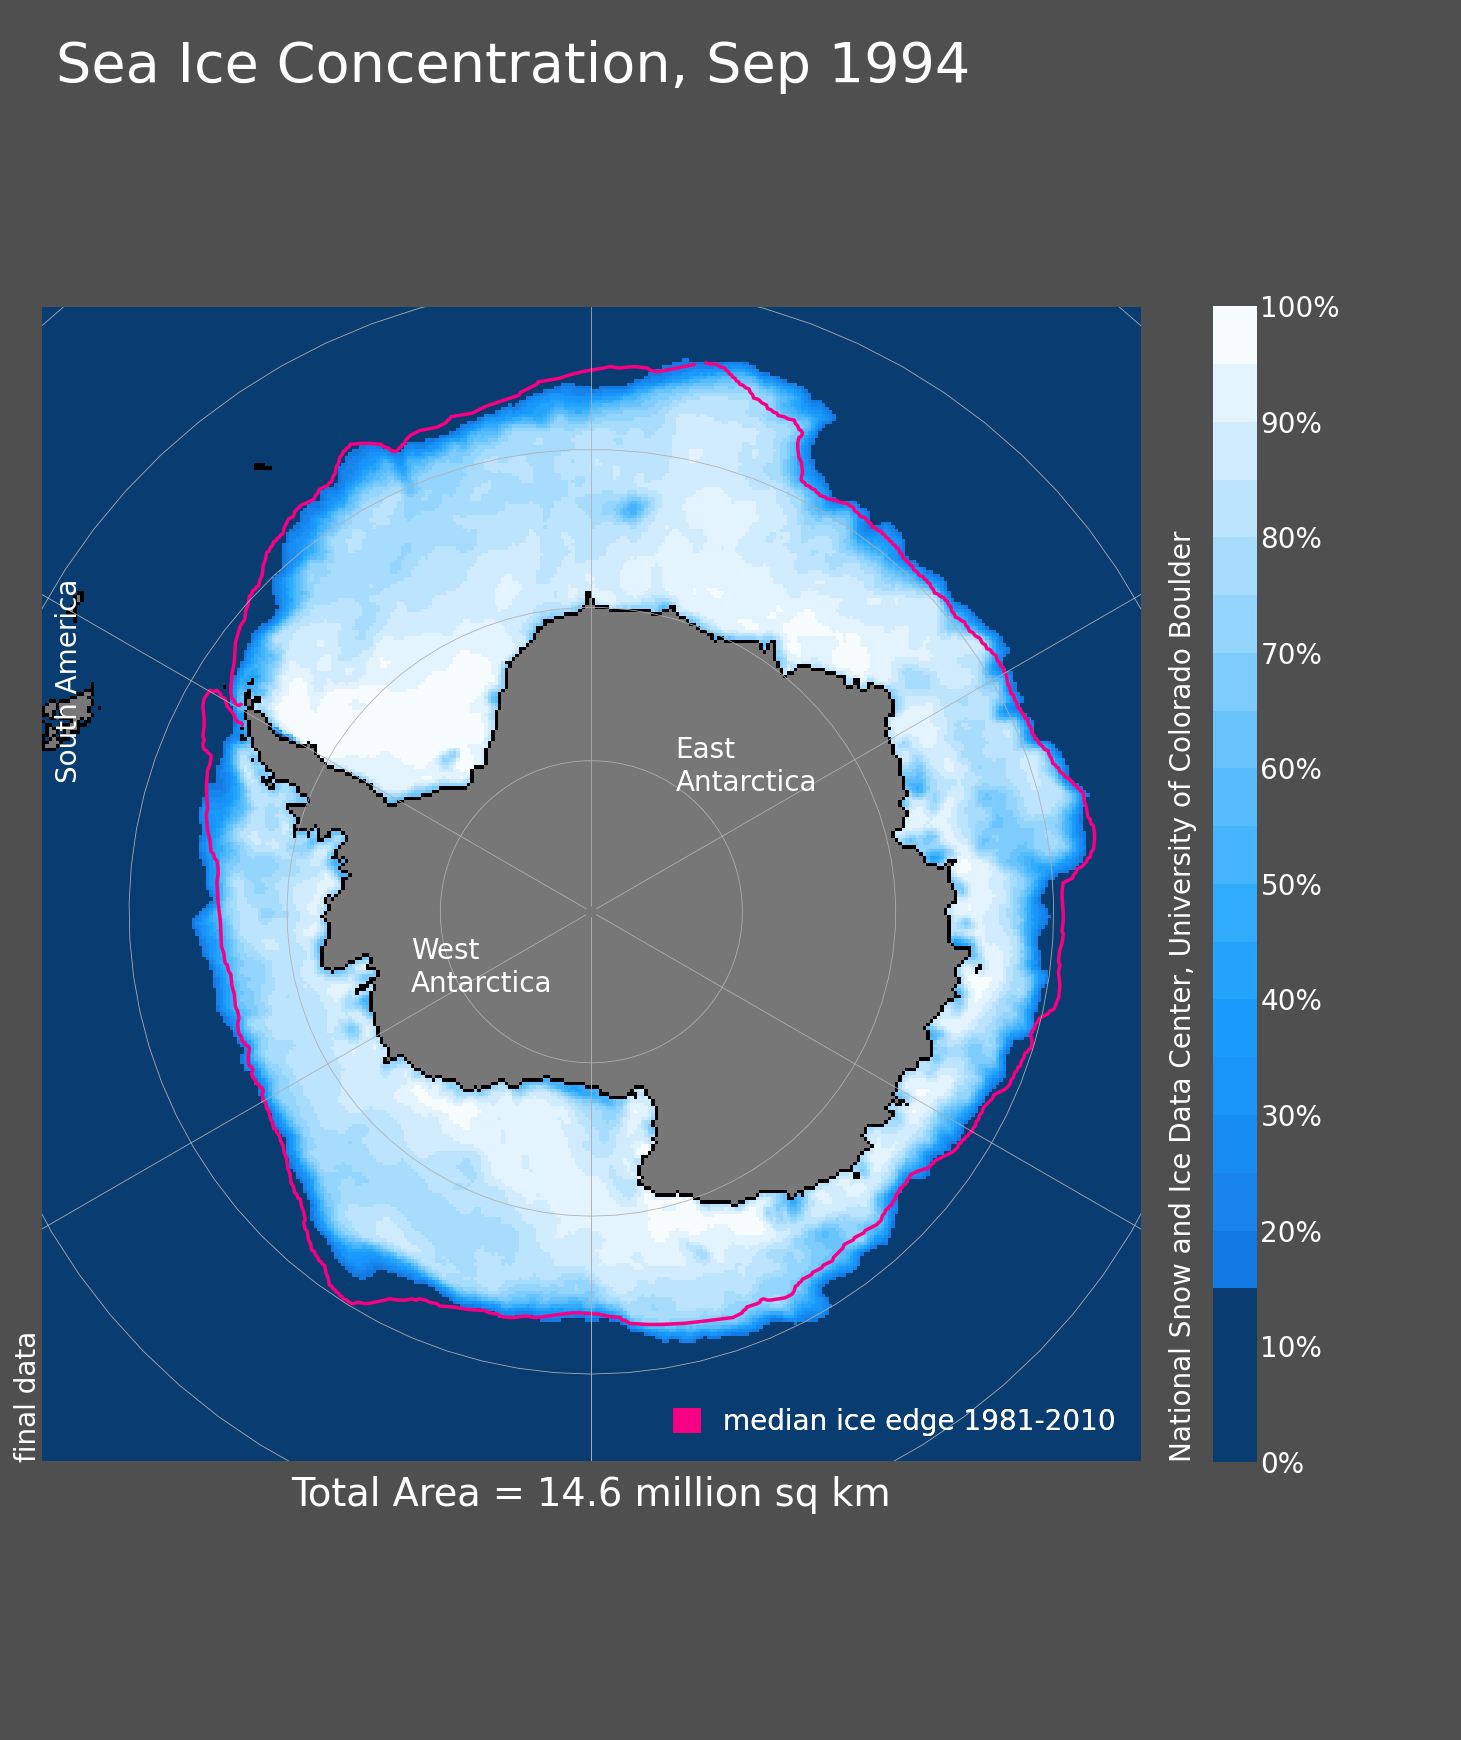 Sea Ice Concentration, Sep 1994
South America
East
Antarctica
West
Antarctica
final data
median ice edge 1981-2010
Total Area = 14.6 million sq km
National Snow and Ice Data Center, University of Colorado Boulder
100%
90%
80%
70%
60%
50%
40%
30%
20%
10%
0%